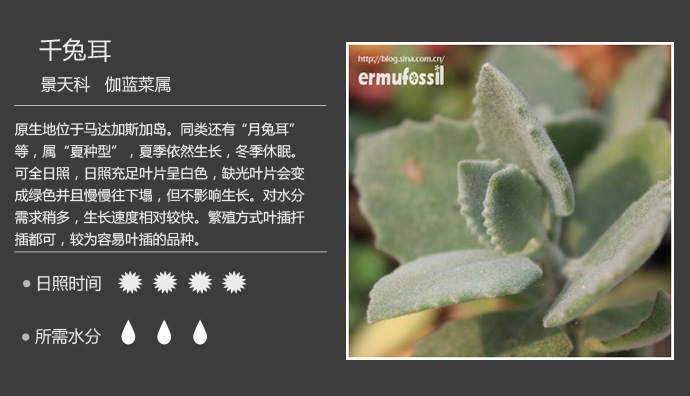 千兔耳
景天科 伽蓝菜属
原生地位于马达加斯加岛。同类还有“月兔耳”
等，属“夏种型”，夏季依然生长，冬季休眠。
可全日照，日照充足叶片呈白色，缺光叶片会变
成绿色并且慢慢往下塌，但不影响生长。对水分
需求稍多，生长速度相对较快。繁殖方式叶插扦
插都可，较为容易叶插的品种。
日照时间
所需水分
http://blog.sina.com.cn/
ermufossil